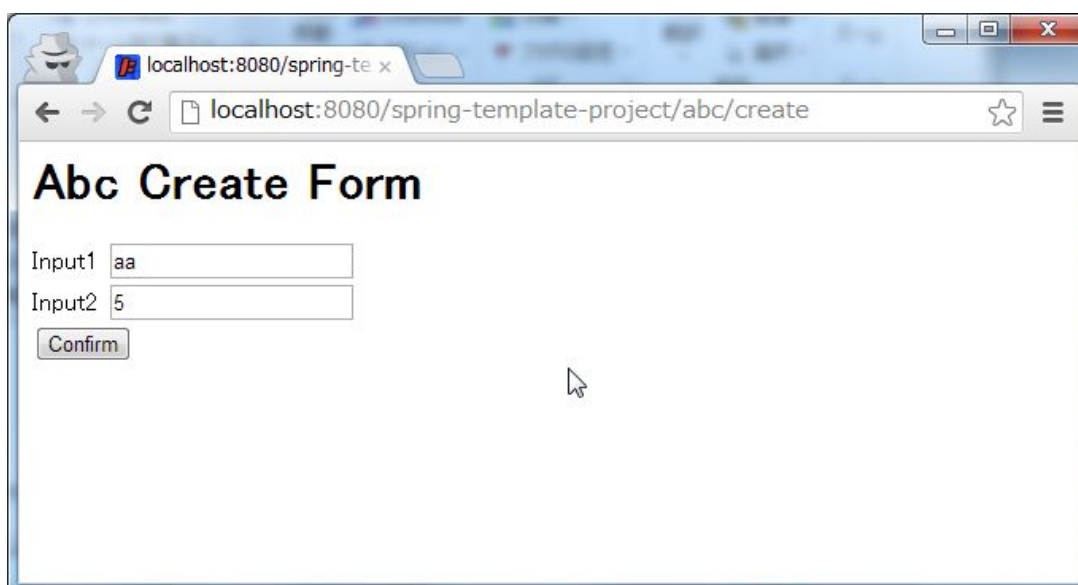 localhost:8080/spring-te
localhost:8080/spring-template-project/abc/create
Abc Create Form
Input1 aa
Input2 5
Confirm